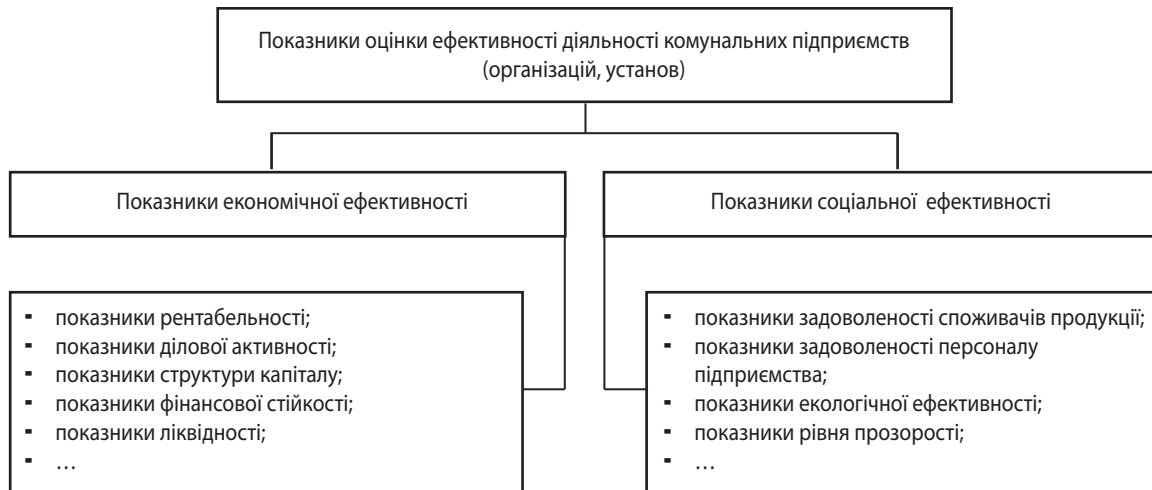 Показники оцінки ефективності діяльності комунальних підприємств
(організацій, установ)
Показники економічної ефективності
Показники соціальної ефективності
- показники рентабельності;
- показники ділової активності;
- показники структури капіталу;
- показники фінансової стійкості;
- показники ліквідності;
- …
- показники задоволеності споживачів продукції;
- показники задоволеності персоналу
підприємства;
- показники екологічної ефективності;
- показники рівня прозорості;
- …